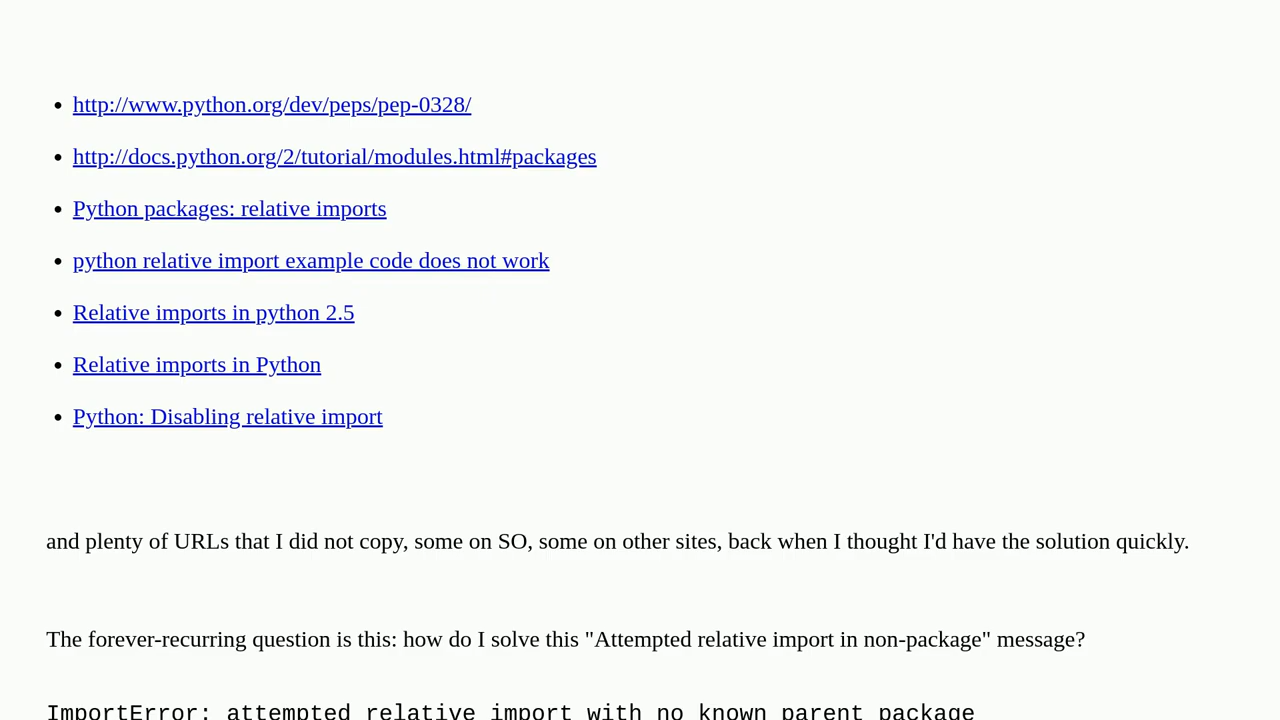 • http://www.python.org/dev/peps/pep-0328/
• http://docs.python.org/2/tutorial/modules.html#packages
• Python packages: relative imports
• python relative import example code does not work
• Relative imports in python 2.5
• Relative imports in Python
• Python: Disabling relative import
and plenty of URLs that I did not copy, some on SO, some on other sites, back when I thought I'd have the solution quickly.
The forever-recurring question is this: how do I solve this "Attempted relative import in non-package" message?
ImportError: attempted relative import with no known parent package